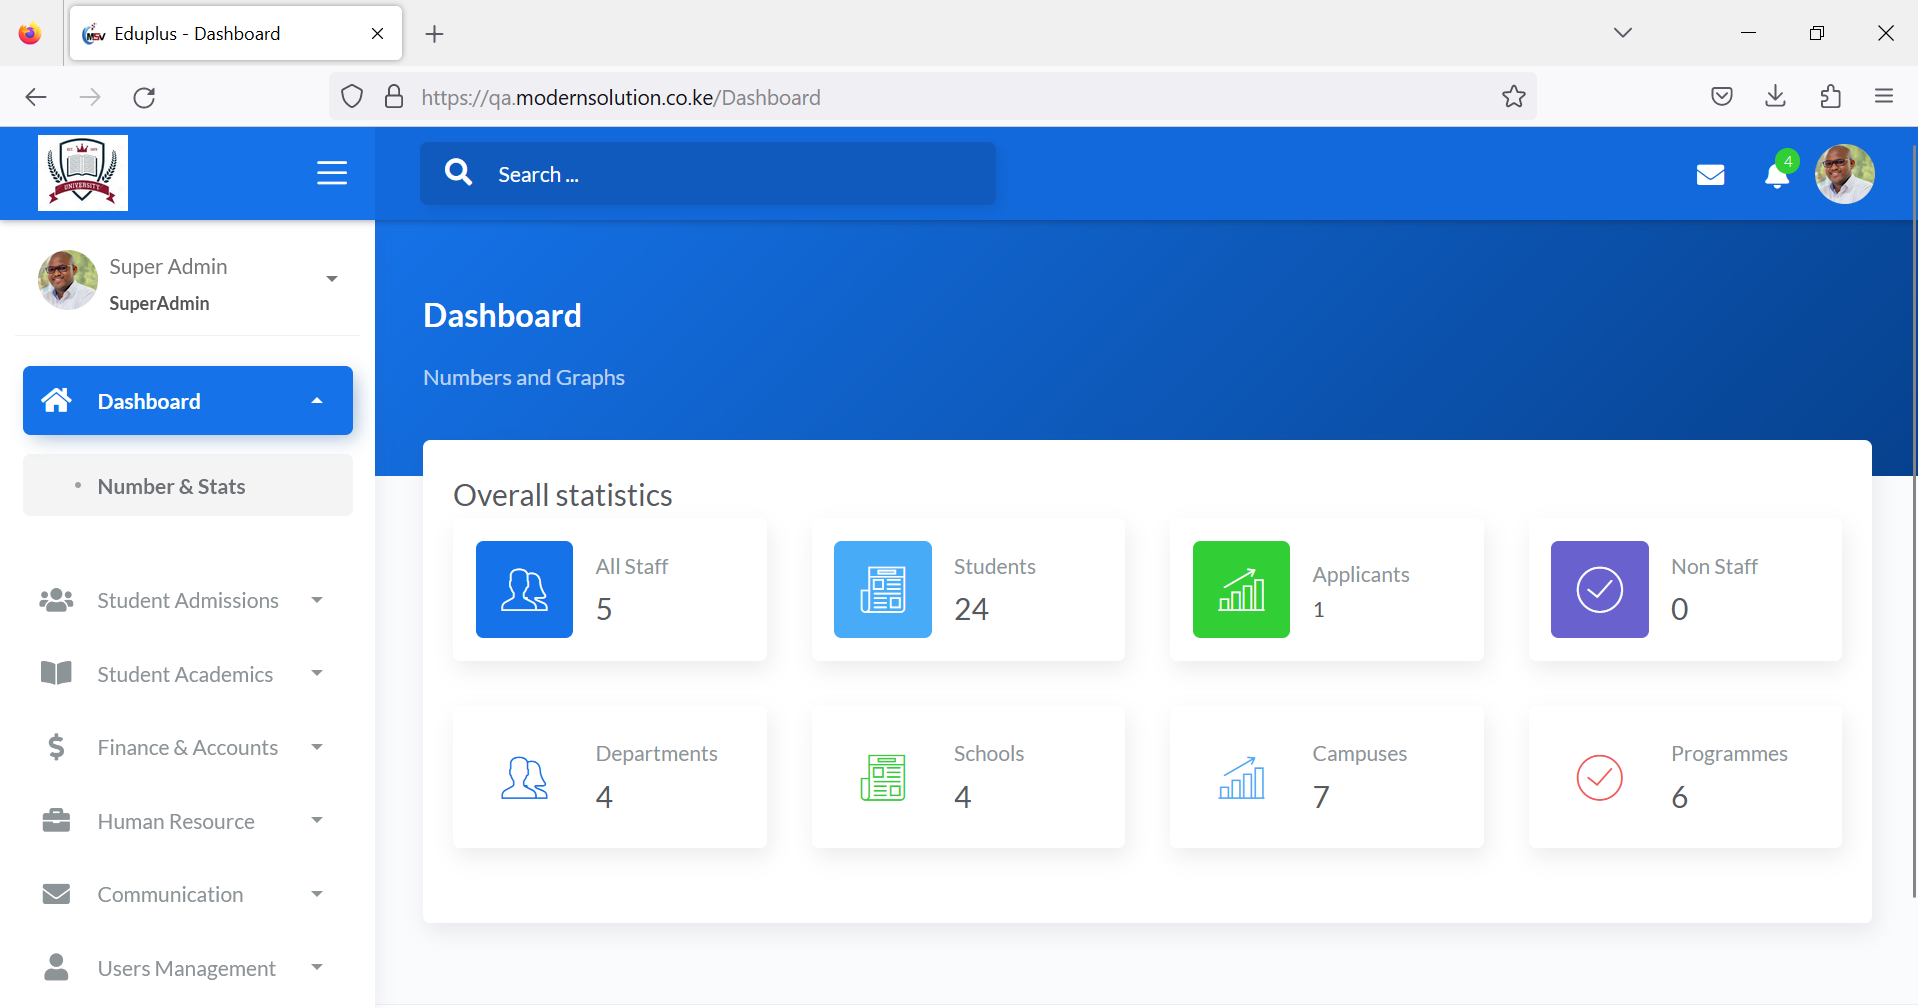 Eduplus - Dashboard
https://qa.modernsolution.co.ke/Dashboard
UNIVERSITY
Search ...
4
Super Admin
SuperAdmin
Dashboard
Number & Stats
Student Admissions
Student Academics
Finance & Accounts
Human Resource
Communication
Users Management
Dashboard
Numbers and Graphs
Overall statistics
All Staff
5
Students
24
Applicants
1
Non Staff
0
Departments
4
Schools
4
Campuses
7
Programmes
6